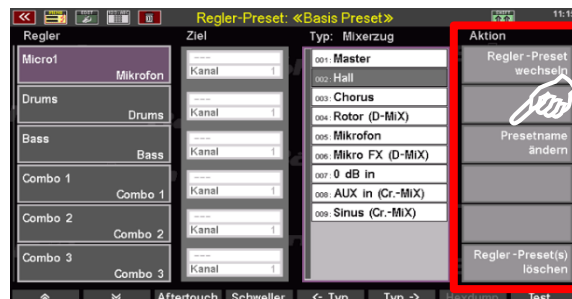 Regler-Preset: «Basis Preset»
11:1
Regler
Ziel
Typ: Mixerzug
Aktion
Micro1
Mikrofon
---
Kanal 1
Drums
Drums
---
Kanal 1
Bass
Bass
---
Kanal 1
Combo 1
Combo 1
---
Kanal 1
Combo 2
Combo 2
---
Kanal 1
Combo 3
Combo 3
---
Kanal 1
001: Master
002: Hall
003: Chorus
004: Rotor (D-MiX)
005: Mikrofon
006: Mikro FX (D-MiX)
007: 0 dB in
008: AUX in (Cr.-MiX)
009: Sinus (Cr.-MiX)
Regler-Preset
wechseln
Presetname
ändern
Regler-Preset(s)
löschen
Aftertouch
Schweller
<- Typ
Typ ->
Hexdump
Test